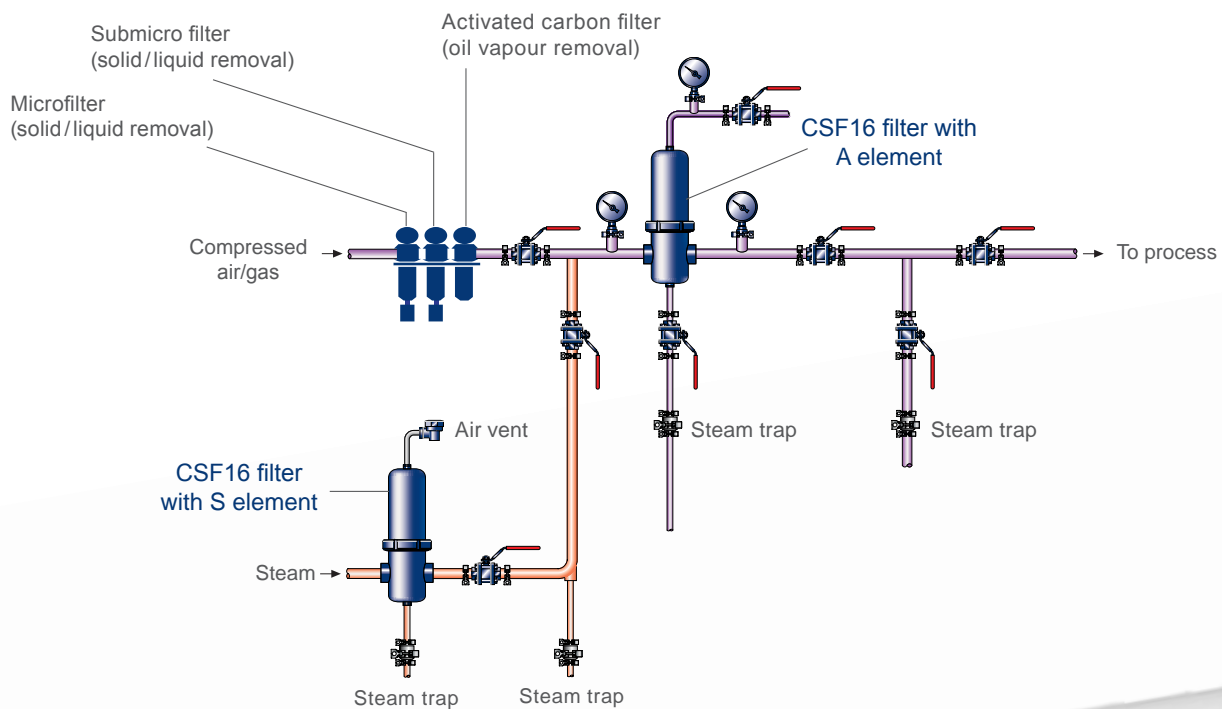 Activated carbon filter
(oil vapour removal)
Submicro filter
(solid/liquid removal)
Microfilter
(solid/liquid removal)
CSF16 filter with
A element
Compressed
air/gas
To process
Steam trap
Steam trap
Air vent
CSF16 filter
with S element
Steam
Steam trap
Steam trap